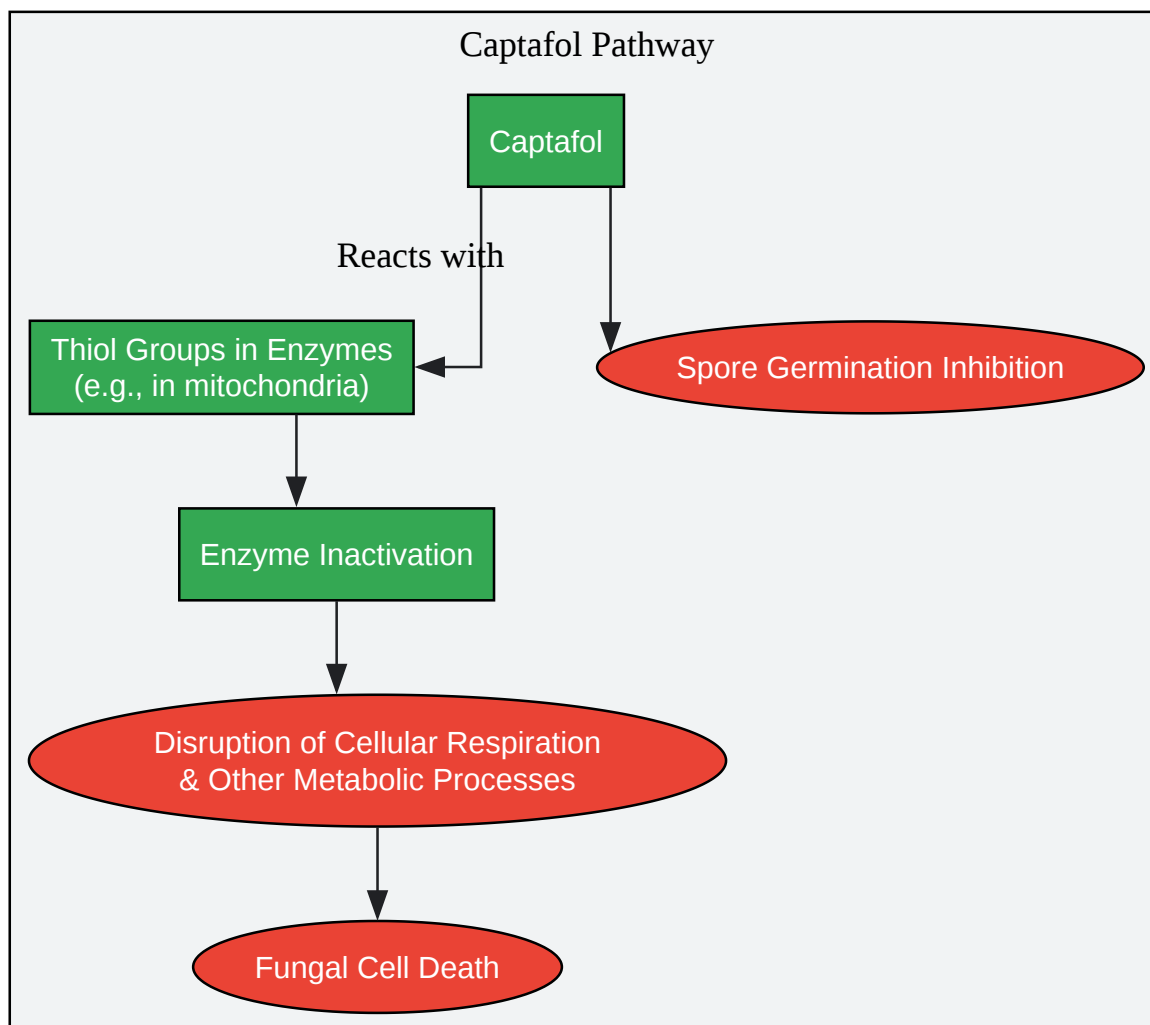 Captafol Pathway
Captafol
Reacts with
Thiol Groups in Enzymes
(e.g., in mitochondria)
Spore Germination Inhibition
Enzyme Inactivation
Disruption of Cellular Respiration
& Other Metabolic Processes
Fungal Cell Death